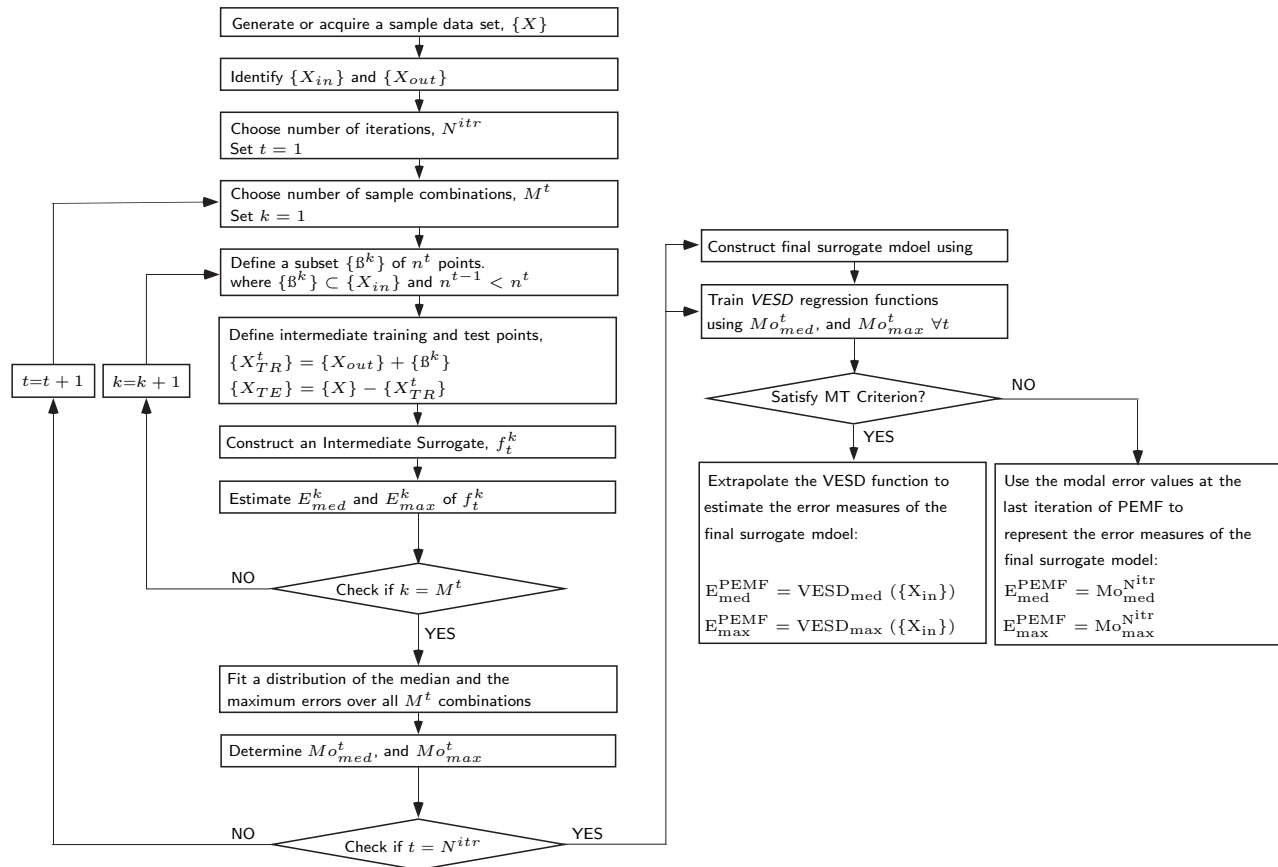 Generate or acquire a sample data set, {X}
Identify {X_in} and {X_out}
Choose number of iterations, N^itr
Set t = 1
Choose number of sample combinations, M^t
Set k = 1
Define a subset {ß^k} of n^t points.
where {ß^k} ⊂ {X_in} and n^{t−1} < n^t
Define intermediate training and test points,
{X^t_TR} = {X_out} + {ß^k}
{X_TE} = {X} − {X^t_TR}
t=t + 1
k=k + 1
Construct an Intermediate Surrogate, f^k_t
Estimate E^k_med and E^k_max of f^k_t
NO
Check if k = M^t
YES
Fit a distribution of the median and the
maximum errors over all M^t combinations
Determine Mo^t_med, and Mo^t_max
NO
Check if t = N^itr
YES
Construct final surrogate mdoel using
Train VESD regression functions
using Mo^t_med, and Mo^t_max ∀t
Satisfy MT Criterion?
NO
YES
Extrapolate the VESD function to
estimate the error measures of the
final surrogate mdoel:
E^PEMF_med = VESD_med ({X_in})
E^PEMF_max = VESD_max ({X_in})
Use the modal error values at the
last iteration of PEMF to
represent the error measures of the
final surrogate model:
E^PEMF_med = Mo^{N^itr}_med
E^PEMF_max = Mo^{N^itr}_max